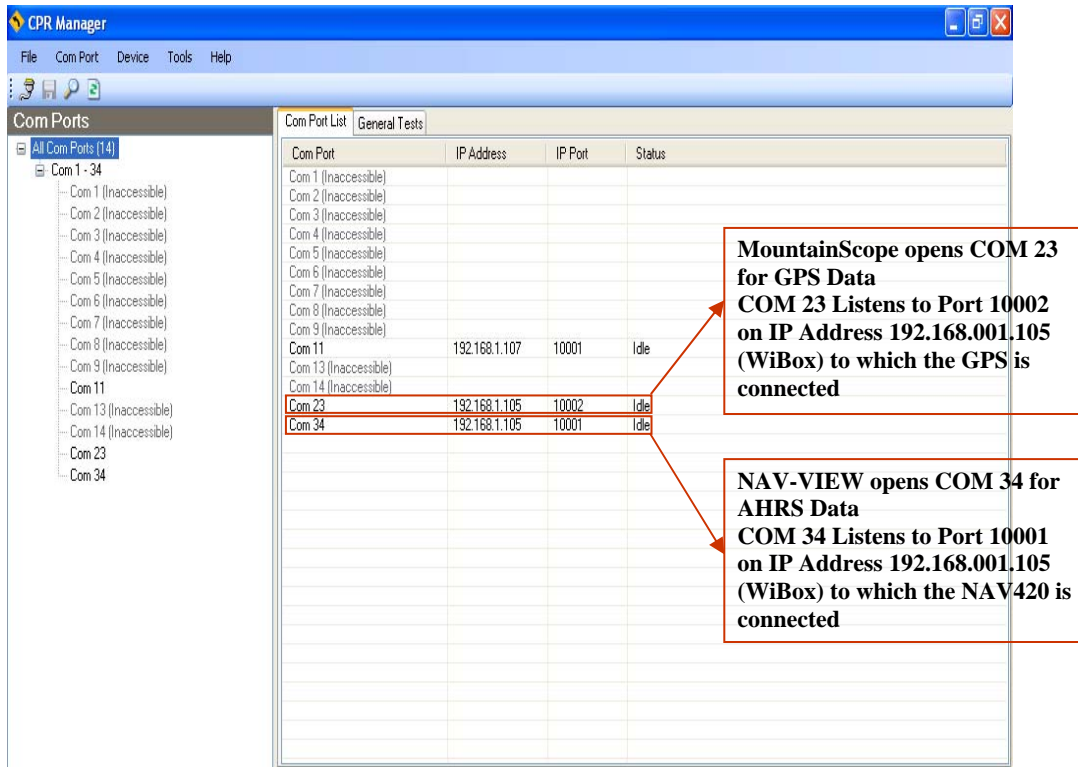 CPR Manager
File Com Port Device Tools Help
Com Ports
All Com Ports (14)
Com 1 - 34
Com 1 (Inaccessible)
Com 2 (Inaccessible)
Com 3 (Inaccessible)
Com 4 (Inaccessible)
Com 5 (Inaccessible)
Com 6 (Inaccessible)
Com 7 (Inaccessible)
Com 8 (Inaccessible)
Com 9 (Inaccessible)
Com 11
Com 13 (Inaccessible)
Com 14 (Inaccessible)
Com 23
Com 34
Com Port List General Tests
Com Port IP Address IP Port Status
Com 1 (Inaccessible)
Com 2 (Inaccessible)
Com 3 (Inaccessible)
Com 4 (Inaccessible)
Com 5 (Inaccessible)
Com 6 (Inaccessible)
Com 7 (Inaccessible)
Com 8 (Inaccessible)
Com 9 (Inaccessible)
Com 11 192.168.1.107 10001 Idle
Com 13 (Inaccessible)
Com 14 (Inaccessible)
Com 23 192.168.1.105 10002 Idle
Com 34 192.168.1.105 10001 Idle
MountainScope opens COM 23
for GPS Data
COM 23 Listens to Port 10002
on IP Address 192.168.001.105
(WiBox) to which the GPS is
connected
NAV-VIEW opens COM 34 for
AHRS Data
COM 34 Listens to Port 10001
on IP Address 192.168.001.105
(WiBox) to which the NAV420 is
connected